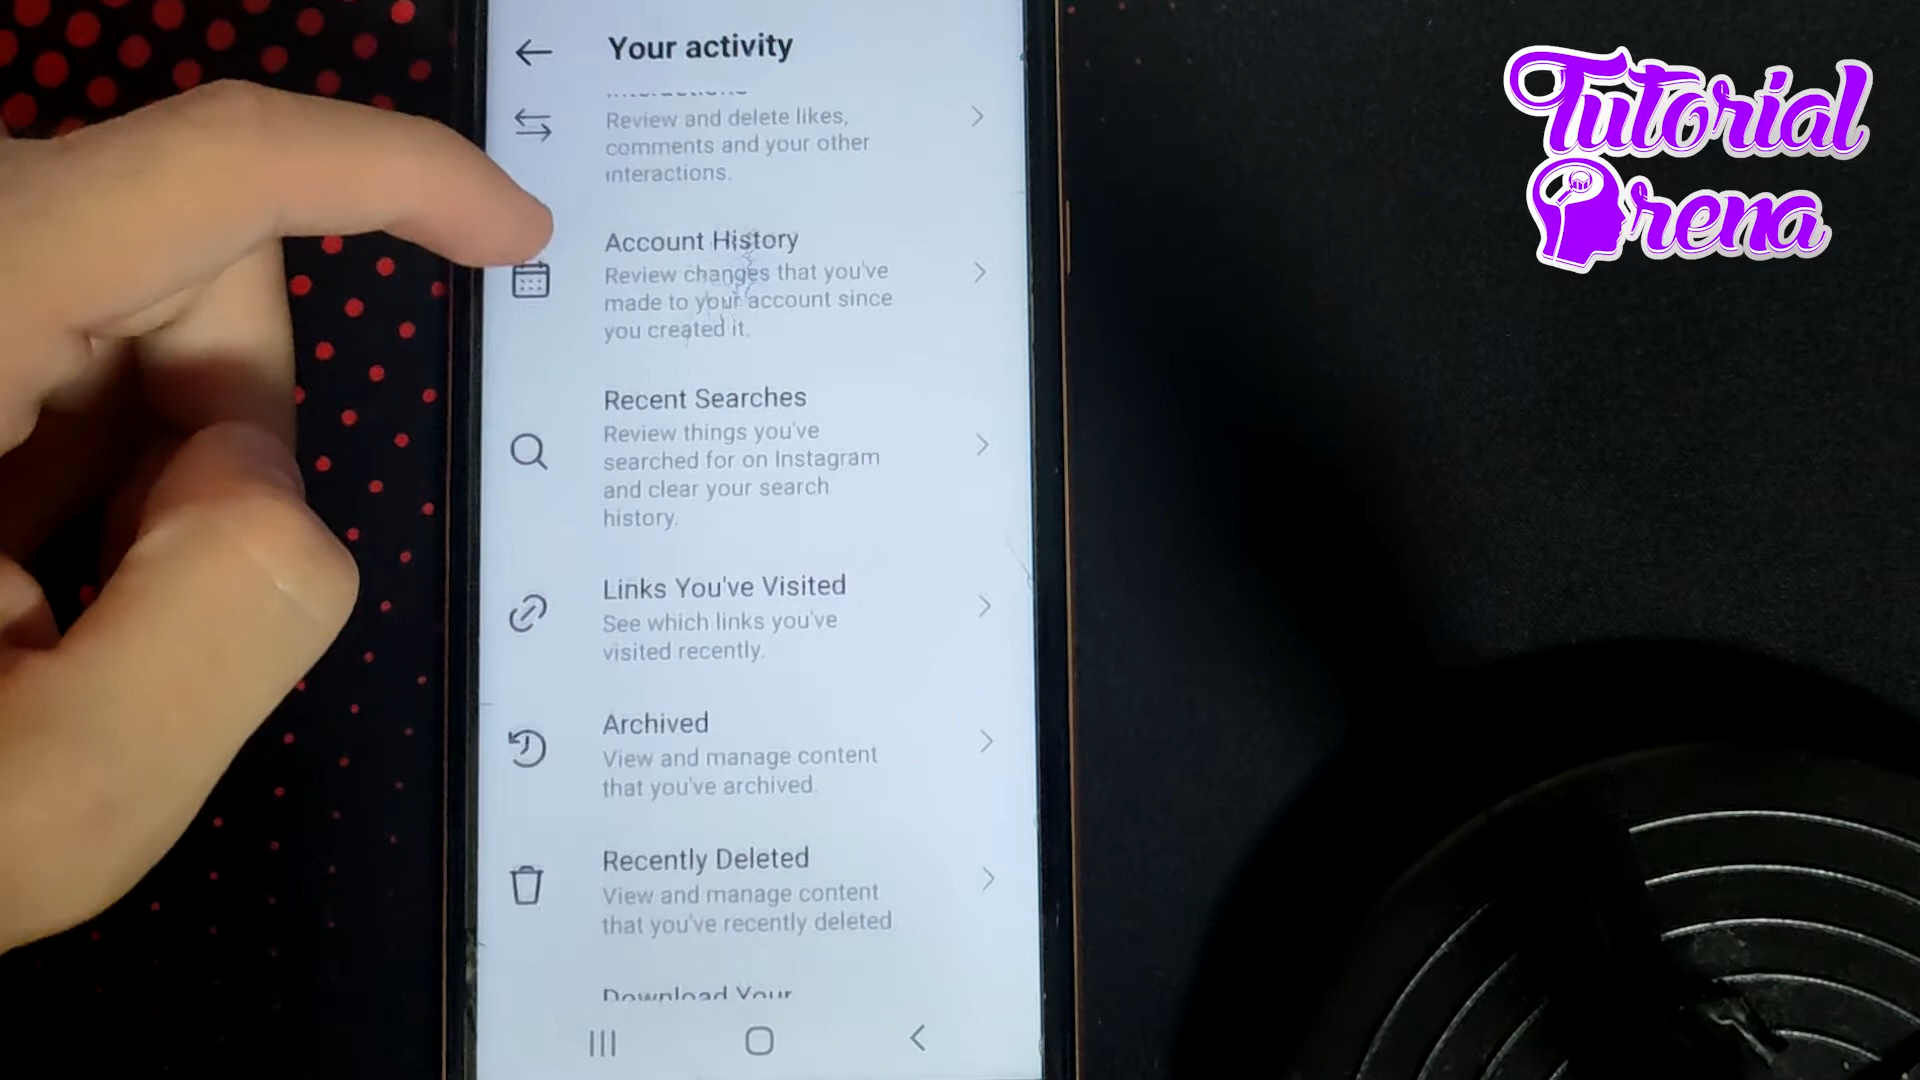 Your activity
Review and delete likes,
comments and your other
interactions.
Account History
Review changes that you've
made to your account since
you created it.
Recent Searches
Review things you've
searched for on Instagram
and clear your search
history.
Links You've Visited
See which links you've
visited recently.
Archived
View and manage content
that you've archived.
Recently Deleted
View and manage content
that you've recently deleted
Download Your
Tutorial
Arena